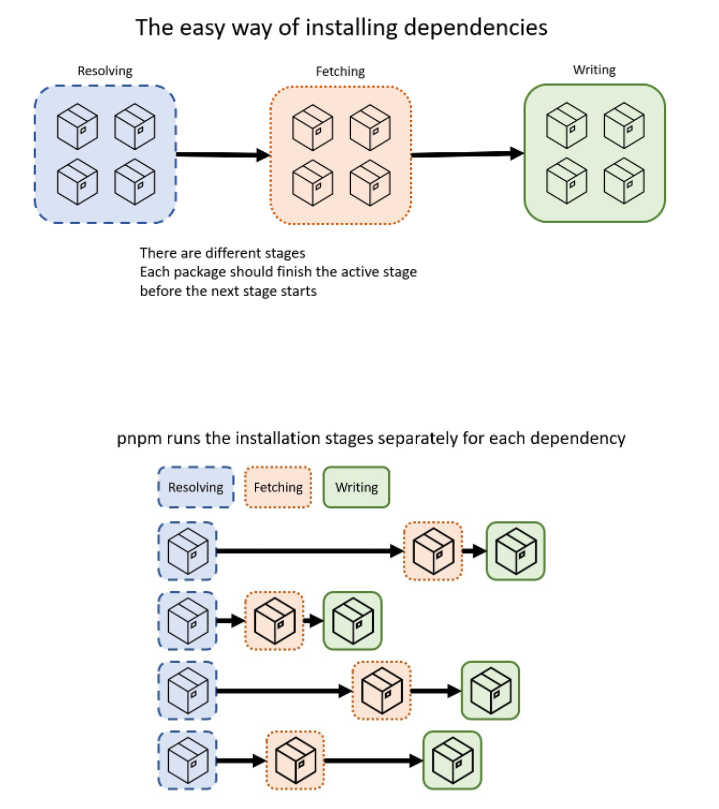 The easy way of installing dependencies
Resolving
Fetching
Writing
There are different stages
Each package should finish the active stage
before the next stage starts
pnpm runs the installation stages separately for each dependency
Resolving
Fetching
Writing